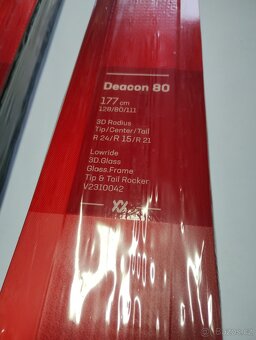 Deacon 80
177 cm
128/80/111
3D Radius
Tip/Center/Tail
R 24/R 15/R 21
Lowride
3D.Glass
Glass.Frame
Tip & Tail Rocker
V2310042